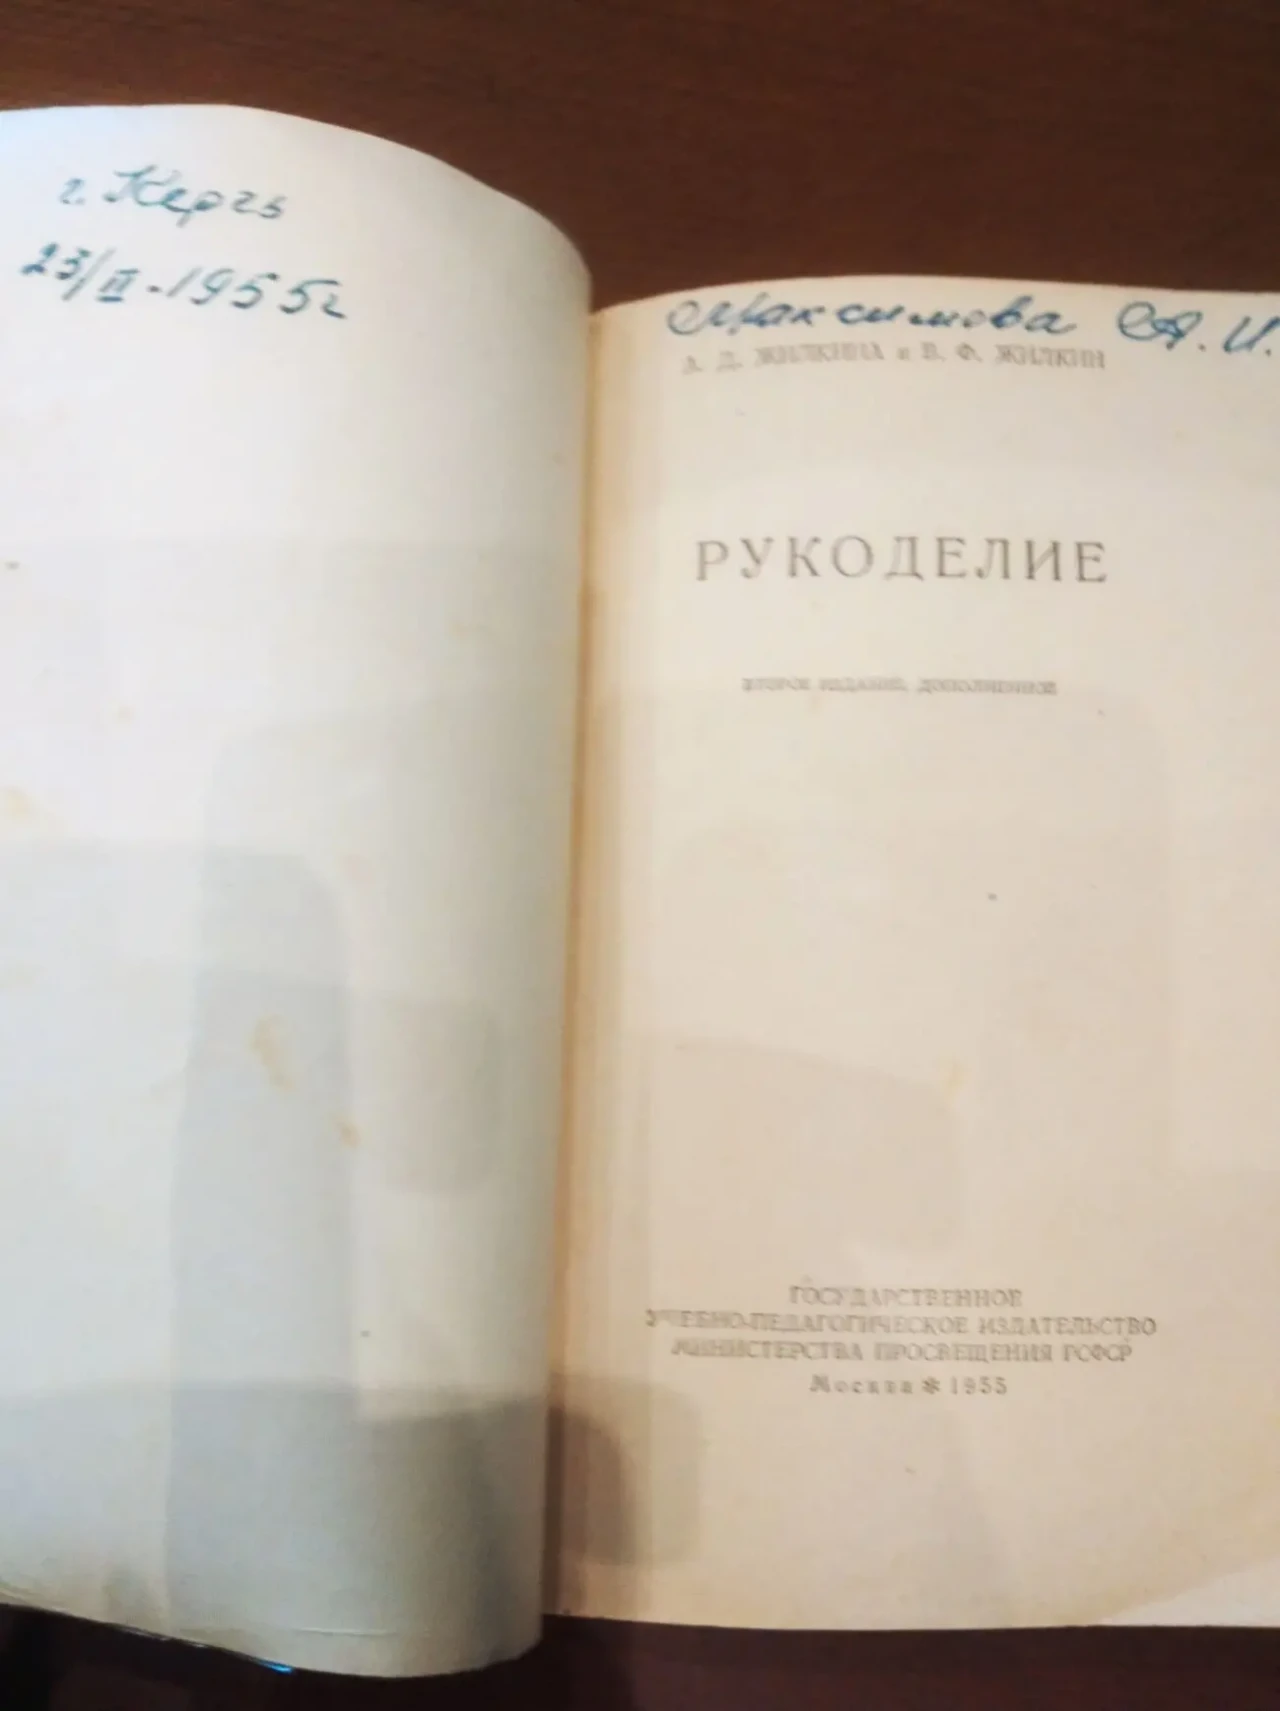 г. Керчь
23/II-1955г
Максимова А. И.
А. Д. ЖИЛКИНА и В. Ф. ЖИЛКИН
РУКОДЕЛИЕ
ВТОРОЕ ИЗДАНИЕ, ДОПОЛНЕННОЕ
ГОСУДАРСТВЕННОЕ
УЧЕБНО-ПЕДАГОГИЧЕСКОЕ ИЗДАТЕЛЬСТВО
МИНИСТЕРСТВА ПРОСВЕЩЕНИЯ РСФСР
Москва * 1955